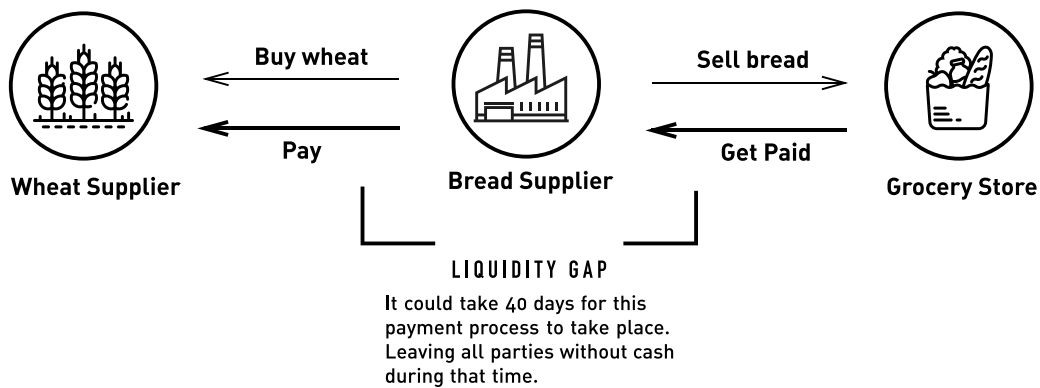 Buy wheat
Sell bread
Pay
Get Paid
Wheat Supplier
Bread Supplier
Grocery Store
LIQUIDITY GAP
It could take 40 days for this
payment process to take place.
Leaving all parties without cash
during that time.